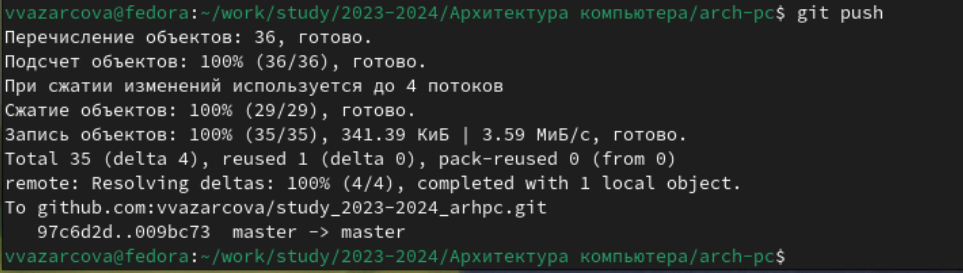 vvazarcova@fedora:~/work/study/2023-2024/Архитектура компьютера/arch-pc$ git push
Перечисление объектов: 36, готово.
Подсчет объектов: 100% (36/36), готово.
При сжатии изменений используется до 4 потоков
Сжатие объектов: 100% (29/29), готово.
Запись объектов: 100% (35/35), 341.39 КиБ | 3.59 МиБ/с, готово.
Total 35 (delta 4), reused 1 (delta 0), pack-reused 0 (from 0)
remote: Resolving deltas: 100% (4/4), completed with 1 local object.
To github.com:vvazarcova/study_2023-2024_arhpc.git
   97c6d2d..009bc73  master -> master
vvazarcova@fedora:~/work/study/2023-2024/Архитектура компьютера/arch-pc$